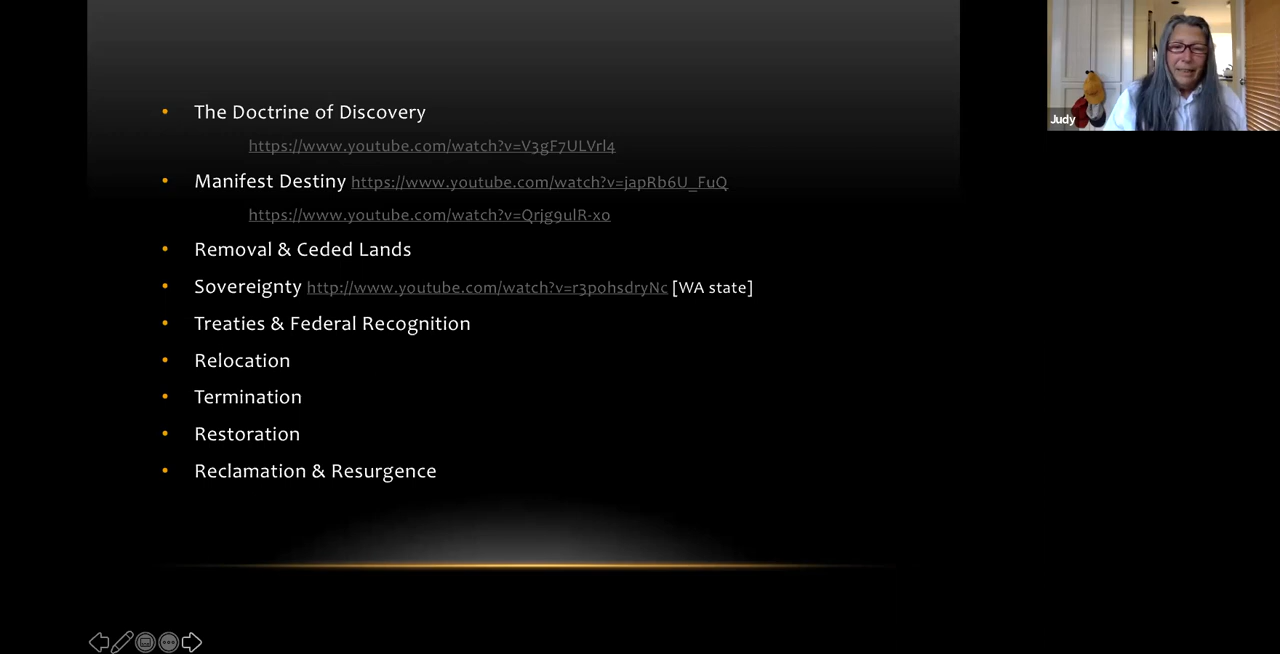 • The Doctrine of Discovery
https://www.youtube.com/watch?v=V3gF7ULVrl4
• Manifest Destiny https://www.youtube.com/watch?v=japRb6U_FuQ
https://www.youtube.com/watch?v=Qrjg9ulR-xo
• Removal & Ceded Lands
• Sovereignty http://www.youtube.com/watch?v=r3pohsdryNc [WA state]
• Treaties & Federal Recognition
• Relocation
• Termination
• Restoration
• Reclamation & Resurgence
Judy